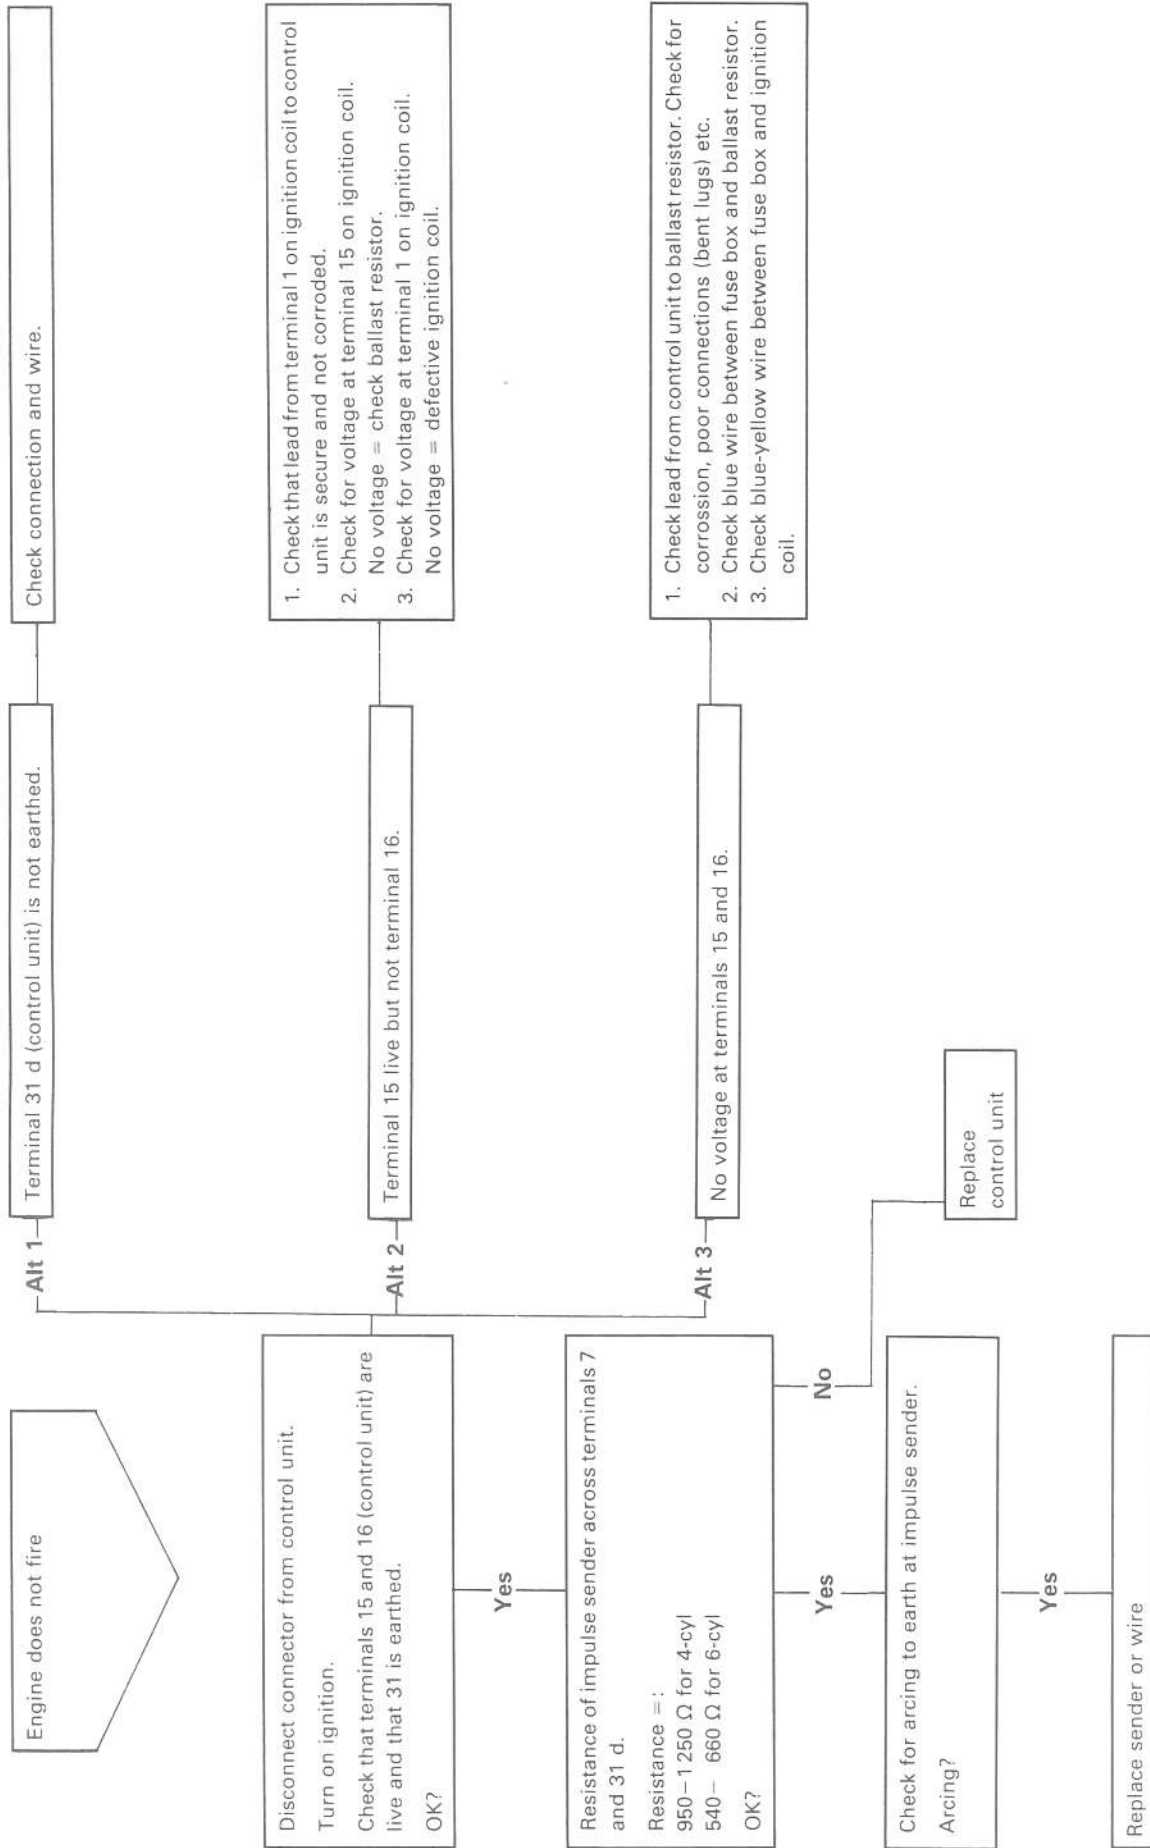 Engine does not fire
Disconnect connector from control unit.
Turn on ignition.
Check that terminals 15 and 16 (control unit) are
live and that 31 is earthed.
OK?
Alt 1
Terminal 31 d (control unit) is not earthed.
Check connection and wire.
Alt 2
Terminal 15 live but not terminal 16.
1. Check that lead from terminal 1 on ignition coil to control
unit is secure and not corroded.
2. Check for voltage at terminal 15 on ignition coil.
No voltage = check ballast resistor.
3. Check for voltage at terminal 1 on ignition coil.
No voltage = defective ignition coil.
Alt 3
No voltage at terminals 15 and 16.
1. Check lead from control unit to ballast resistor. Check for
corrossion, poor connections (bent lugs) etc.
2. Check blue wire between fuse box and ballast resistor.
3. Check blue-yellow wire between fuse box and ignition
coil.
Yes
Resistance of impulse sender across terminals 7
and 31 d.
Resistance = :
950–1 250 Ω for 4-cyl
540– 660 Ω for 6-cyl
OK?
No
Replace
control unit
Yes
Check for arcing to earth at impulse sender.
Arcing?
Yes
Replace sender or wire